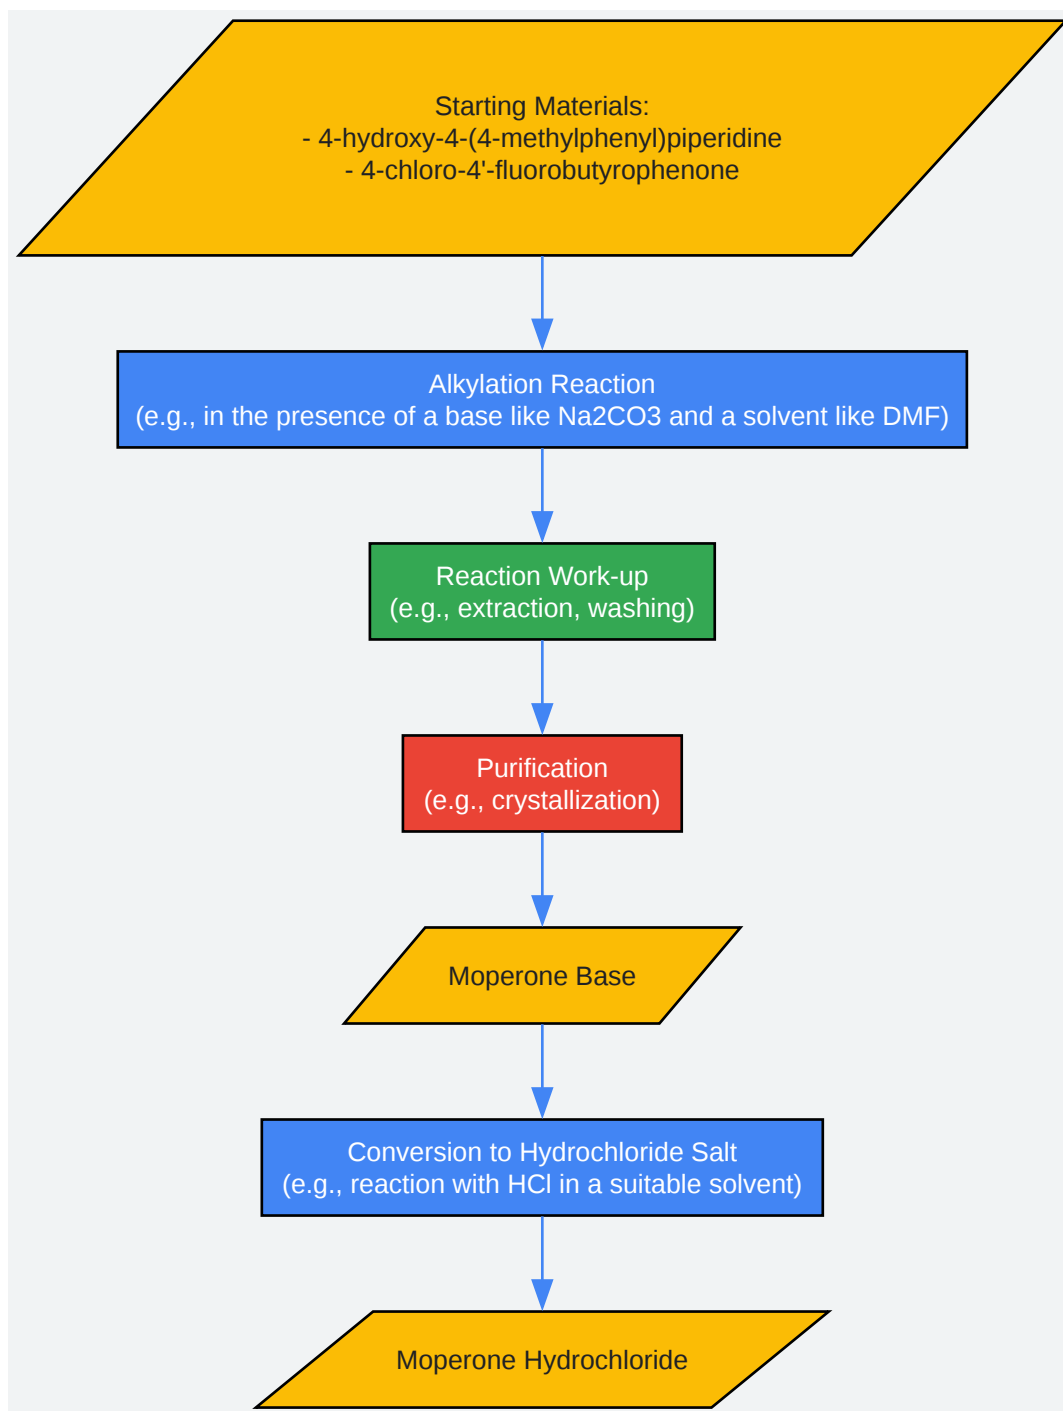 Starting Materials:
- 4-hydroxy-4-(4-methylphenyl)piperidine
- 4-chloro-4'-fluorobutyrophenone
Alkylation Reaction
(e.g., in the presence of a base like Na2CO3 and a solvent like DMF)
Reaction Work-up
(e.g., extraction, washing)
Purification
(e.g., crystallization)
Moperone Base
Conversion to Hydrochloride Salt
(e.g., reaction with HCl in a suitable solvent)
Moperone Hydrochloride